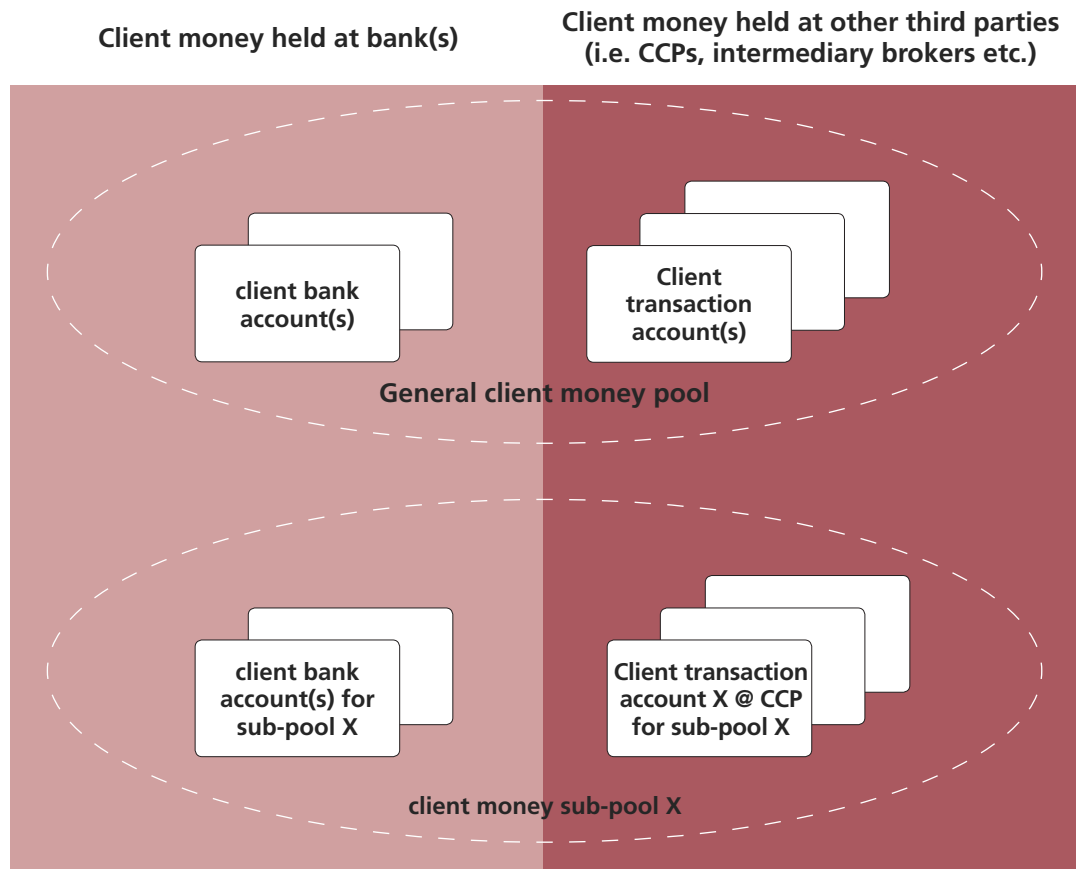 Client money held at bank(s)
Client money held at other third parties
(i.e. CCPs, intermediary brokers etc.)
client bank
account(s)
Client
transaction
account(s)
General client money pool
client bank
account(s) for
sub-pool X
Client transaction
account X @ CCP
for sub-pool X
client money sub-pool X